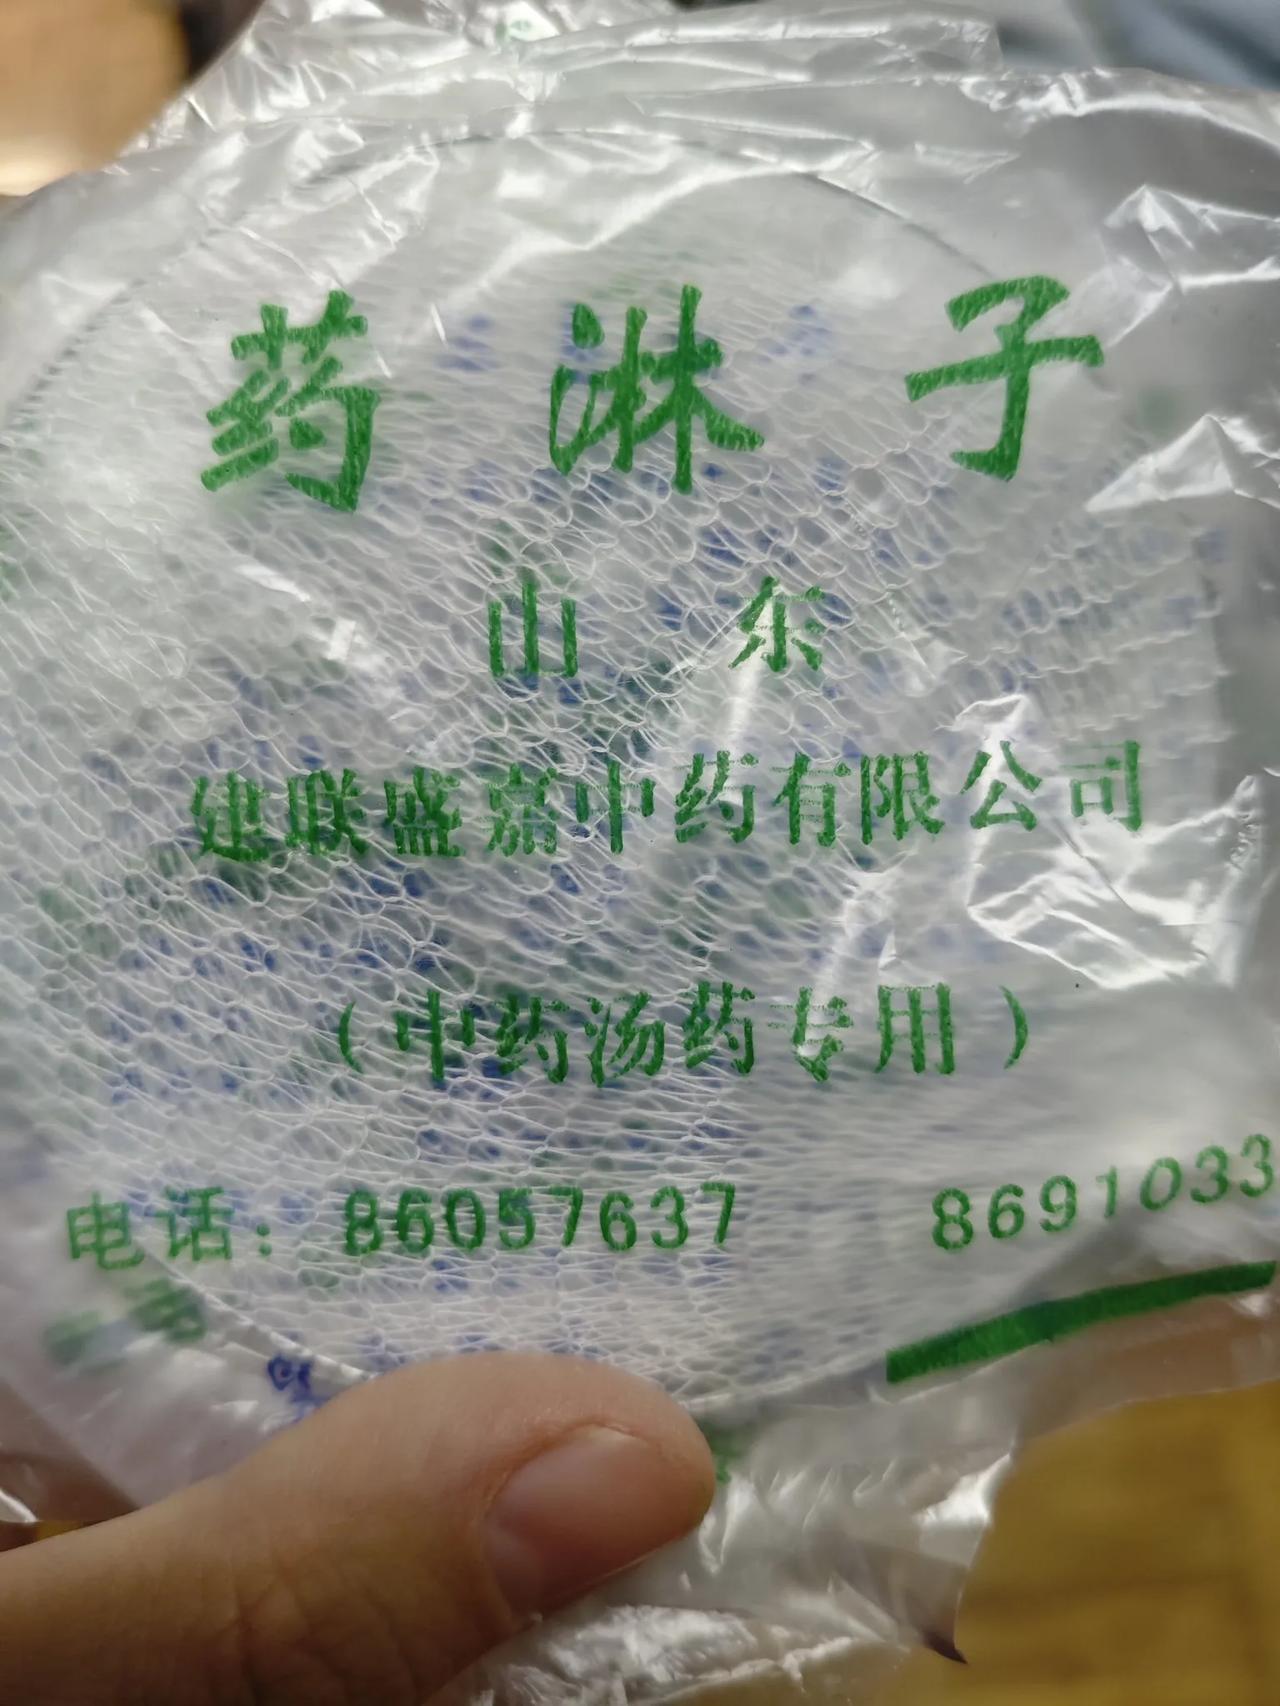 药淋子
山东
建联盛嘉中药有限公司
（中药汤药专用）
电话：86057637 8691033